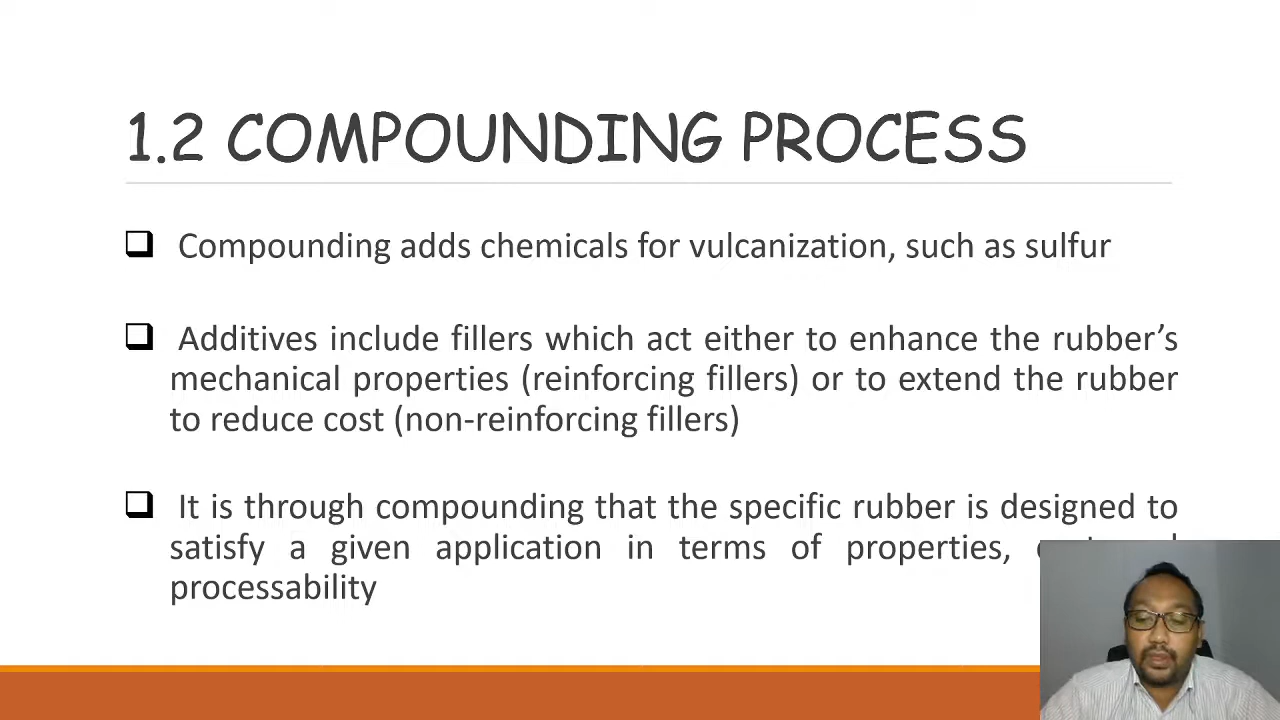 1.2 COMPOUNDING PROCESS
Compounding adds chemicals for vulcanization, such as sulfur
Additives include fillers which act either to enhance the rubber’s
mechanical properties (reinforcing fillers) or to extend the rubber
to reduce cost (non-reinforcing fillers)
It is through compounding that the specific rubber is designed to
satisfy a given application in terms of properties,
processability